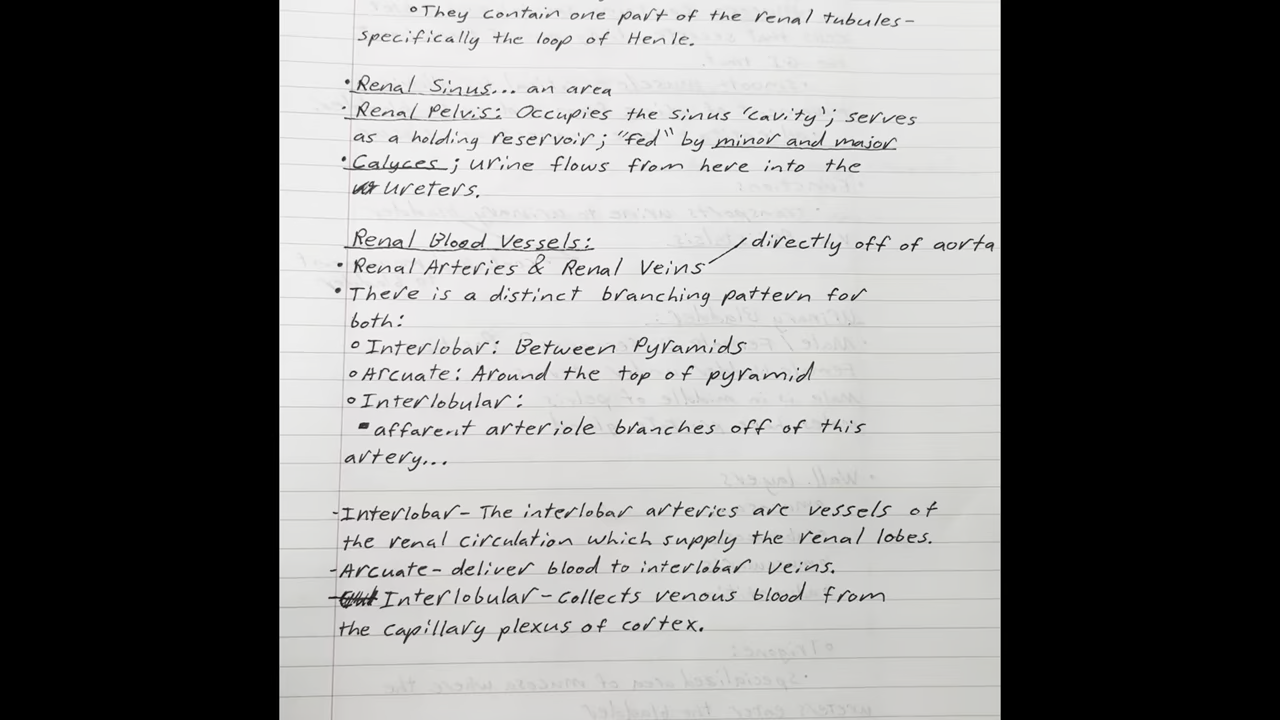 °They contain one part of the renal tubules-
specifically the loop of Henle.
• Renal Sinus... an area
• Renal Pelvis: Occupies the sinus 'cavity'; serves
as a holding reservoir; "fed" by minor and major
• Calyces; urine flows from here into the
ureters.
Renal Blood Vessels:
directly off of aorta
• Renal Arteries & Renal Veins
• There is a distinct branching pattern for
both:
° Interlobar: Between Pyramids
° Arcuate: Around the top of pyramid
° Interlobular:
▪ affarent arteriole branches off of this
artery...
-Interlobar- The interlobar arteries are vessels of
the renal circulation which supply the renal lobes.
-Arcuate- deliver blood to interlobar veins.
- Interlobular- collects venous blood from
the capillary plexus of cortex.